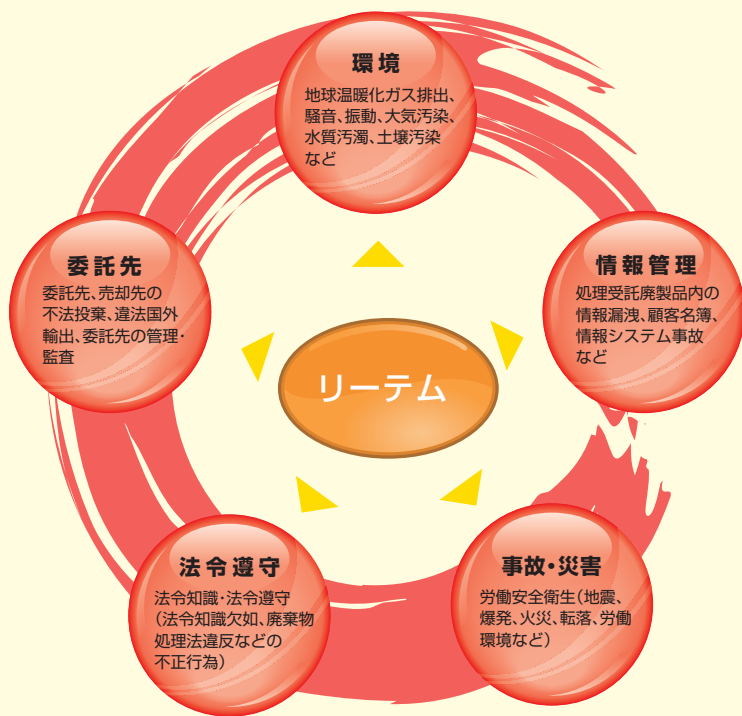 環境
地球温暖化ガス排出、
騒音、振動、大気汚染、
水質汚濁、土壌汚染
など
委託先
委託先、売却先の
不法投棄、違法国外
輸出、委託先の管理・
監査
情報管理
処理受託廃製品内の
情報漏洩、顧客名簿、
情報システム事故
など
リーテム
法令遵守
法令知識・法令遵守
（法令知識欠如、廃棄物
処理法違反などの
不正行為）
事故・災害
労働安全衛生（地震、
爆発、火災、転落、労働
環境など）